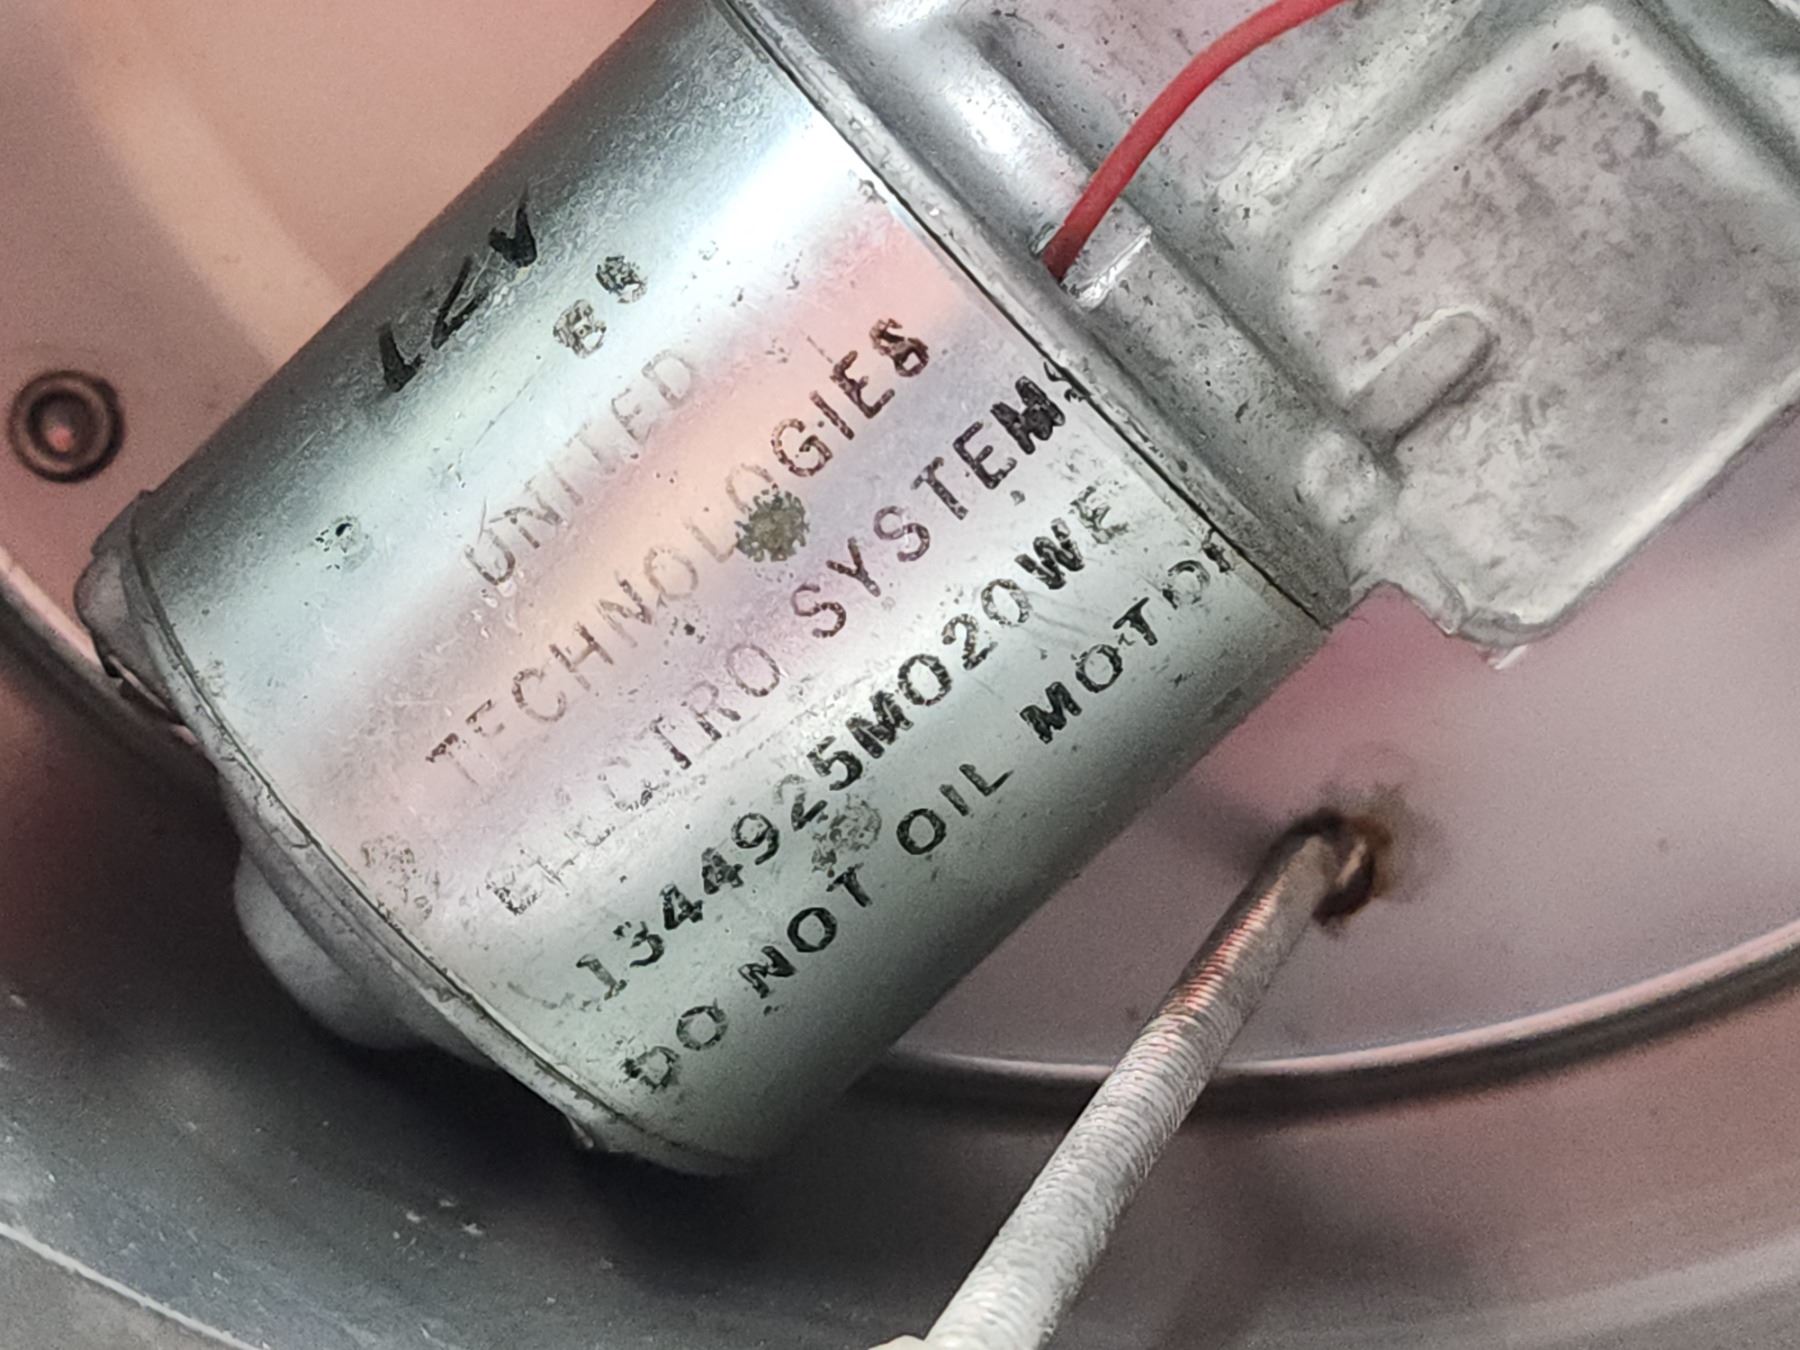 12V
UNITED
TECHNOLOGIES
ELECTRO SYSTEMS
1344925M020WE
DO NOT OIL MOTOR